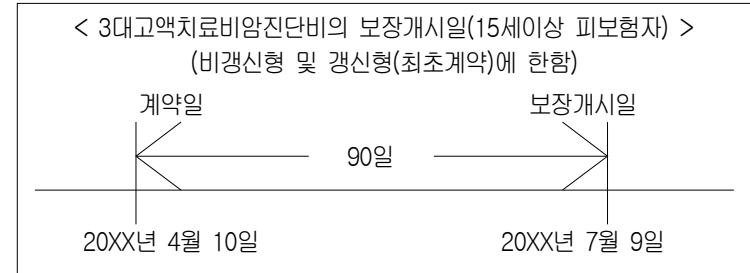 < 3대고액치료비암진단비의 보장개시일(15세이상 피보험자) >
(비갱신형 및 갱신형(최초계약)에 한함)
계약일 보장개시일
90일
20XX년 4월 10일 20XX년 7월 9일